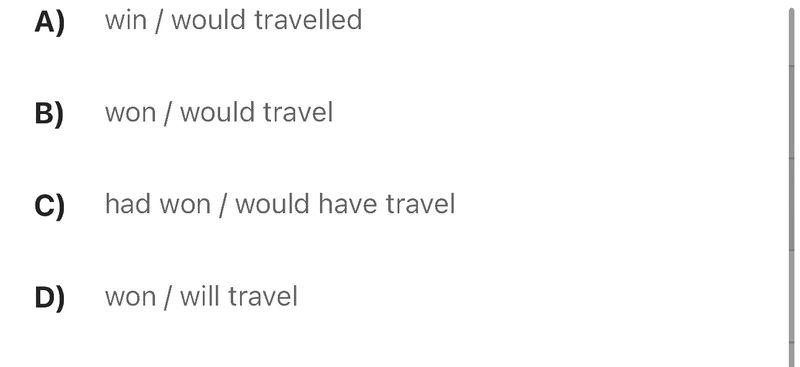 A) win / would travelled
B) won / would travel
C) had won / would have travel
D) won / will travel